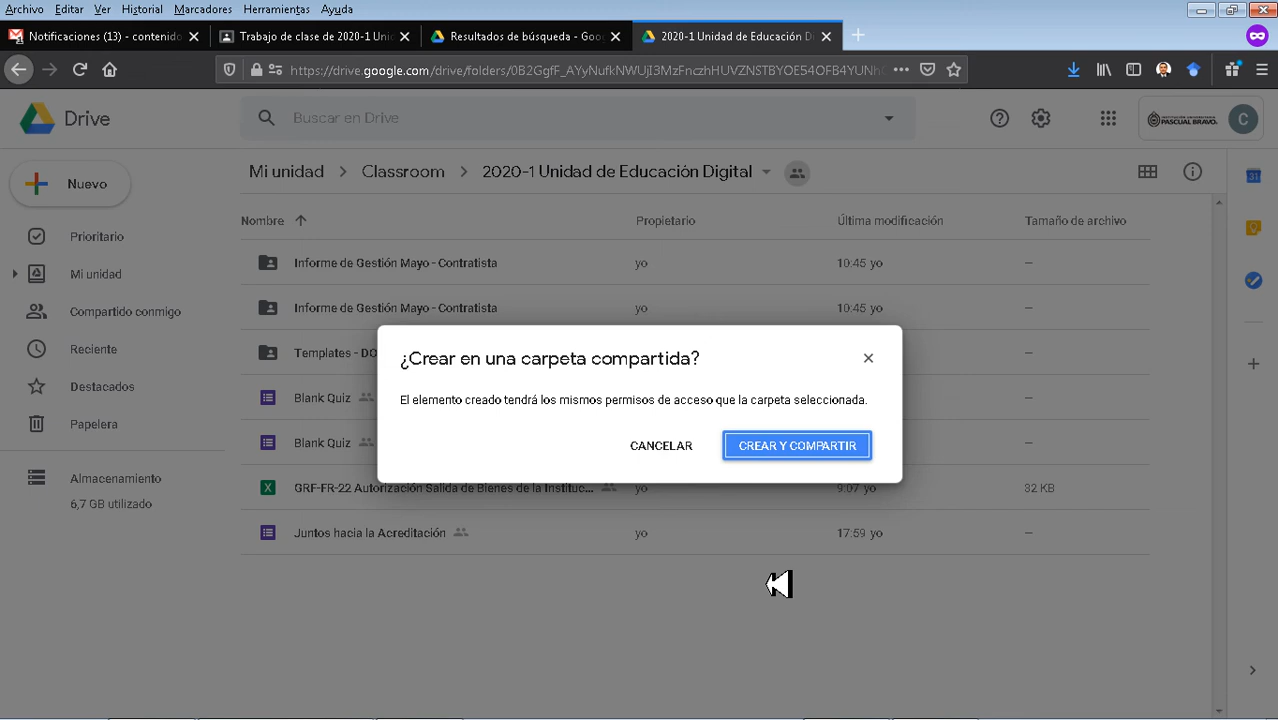 Archivo Editar Ver Historial Marcadores Herramientas Ayuda
Notificaciones (13) - contenido
Trabajo de clase de 2020-1 Uni
Resultados de búsqueda - Goo
2020-1 Unidad de Educación Di
https://drive.google.com/drive/folders/0B2GgfF_AYyNufkNWUjI3MzFnczhHUVZNSTBYOE54OFB4YUNh
Drive
Buscar en Drive
INSTITUCIÓN UNIVERSITARIA
PASCUAL BRAVO.
C
Nuevo
Mi unidad
Classroom
2020-1 Unidad de Educación Digital
Nombre Propietario Última modificación Tamaño de archivo
Prioritario
Mi unidad
Compartido conmigo
Reciente
Destacados
Papelera
Almacenamiento
6,7 GB utilizado
Informe de Gestión Mayo - Contratista yo 10:45 yo —
Informe de Gestión Mayo - Contratista yo 10:45 yo —
Templates - DO
Blank Quiz
Blank Quiz
GRF-FR-22 Autorización Salida de Bienes de la Instituc... yo 9:07 yo 32 KB
Juntos hacia la Acreditación yo 17:59 yo —
¿Crear en una carpeta compartida?
El elemento creado tendrá los mismos permisos de acceso que la carpeta seleccionada.
CANCELAR
CREAR Y COMPARTIR
31